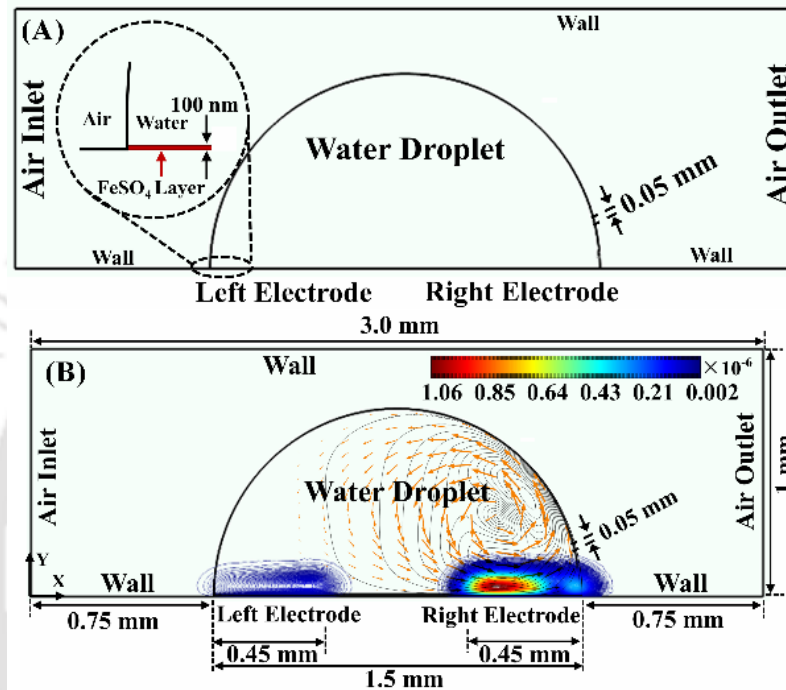 (A)
Wall
Air Inlet
Air
Water
100 nm
FeSO₄ Layer
Water Droplet
0.05 mm
Air Outlet
Wall
Wall
Left Electrode
Right Electrode
3.0 mm
(B)
Wall
×10⁻⁶
1.06 0.85 0.64 0.43 0.21 0.002
Air Inlet
Water Droplet
0.05 mm
Air Outlet
1 mm
Y
X
Wall
Wall
0.75 mm
Left Electrode
Right Electrode
0.75 mm
0.45 mm
0.45 mm
1.5 mm